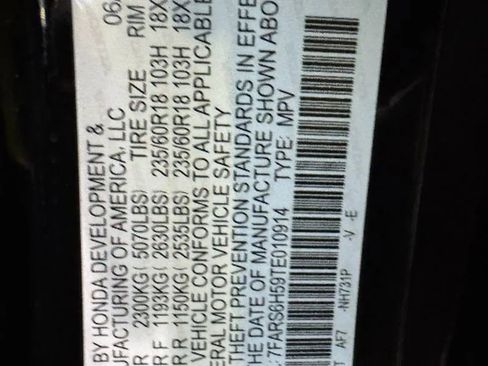 BY HONDA DEVELOPMENT & 06
UFACTURING OF AMERICA, LLC
R 2300KG ( 5070LBS) TIRE SIZE RIM
R F 1193KG ( 2630LBS) 235/60R18 103H 18X
R R 1150KG ( 2535LBS) 235/60R18 103H 18X
VEHICLE CONFORMS TO ALL APPLICABLE
ERAL MOTOR VEHICLE SAFETY
THEFT PREVENTION STANDARDS IN EFFE
THE DATE OF MANUFACTURE SHOWN ABO
: 7FARS6H59TE010914 TYPE: MPV
T AF7 -NH731P -V -E